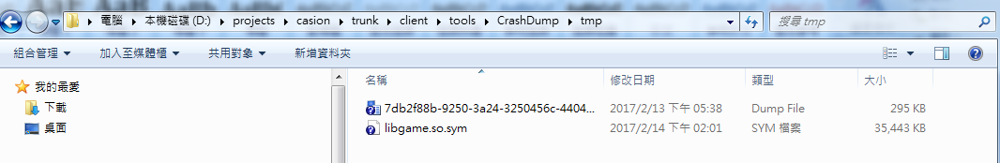 電腦 ▸ 本機磁碟 (D:) ▸ projects ▸ casion ▸ trunk ▸ client ▸ tools ▸ CrashDump ▸ tmp
搜尋 tmp
組合管理 加入至媒體櫃 共用對象 新增資料夾
我的最愛
下載
桌面
名稱 修改日期 類型 大小
7db2f88b-9250-3a24-3250456c-4404... 2017/2/13 下午 05:38 Dump File 295 KB
libgame.so.sym 2017/2/14 下午 02:01 SYM 檔案 35,443 KB